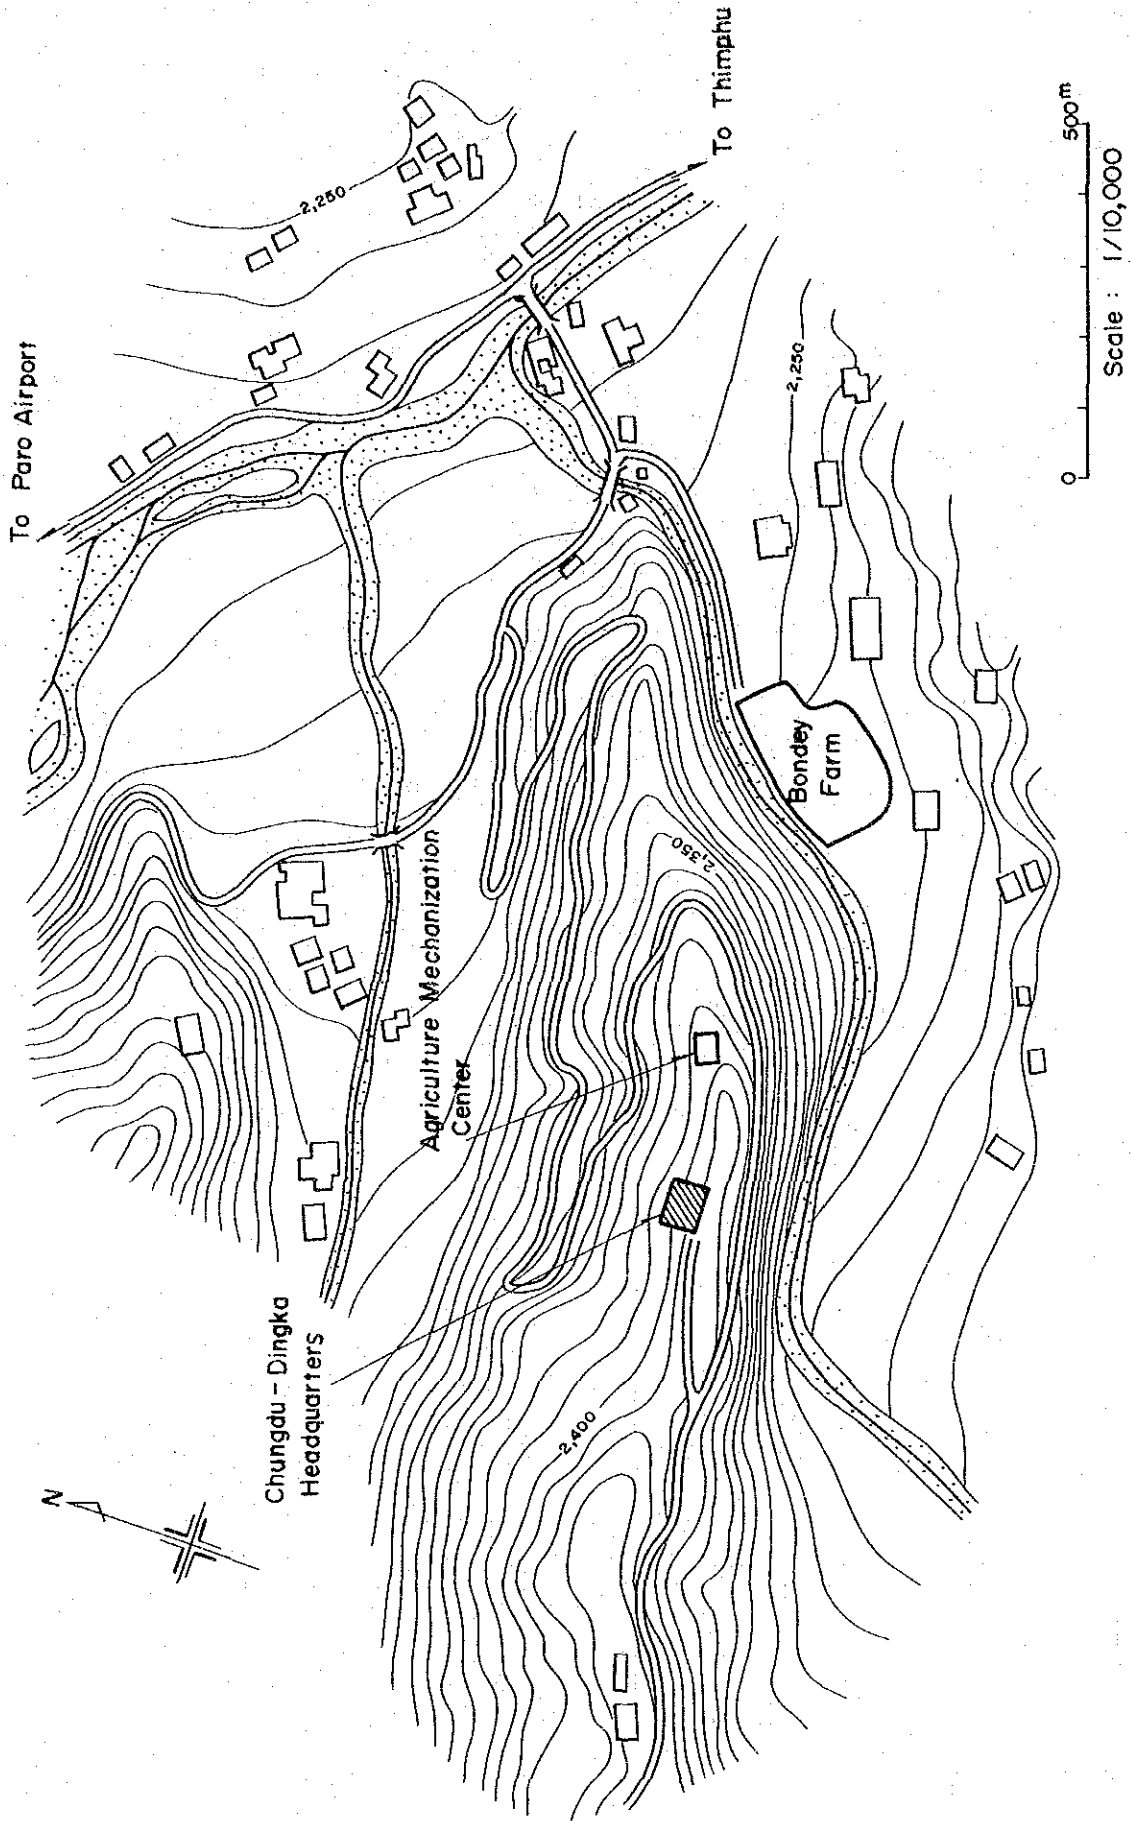 To Paro Airport
2,250
To Thimphu
N
Chungdu - Dingka
Headquarters
Agriculture Mechanization
Center
2,350
2,400
Bondey
Farm
2,250
0
500m
Scale : 1/10,000